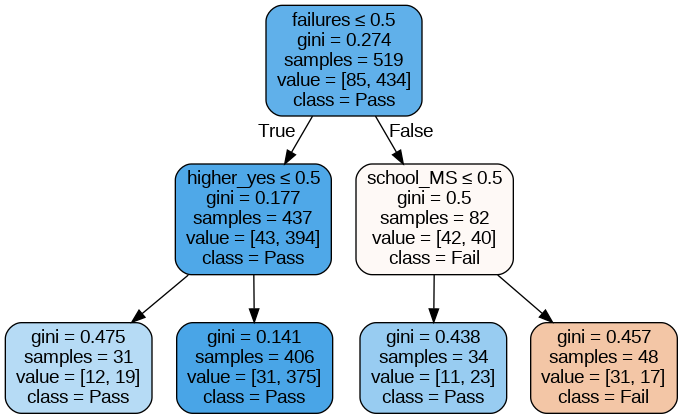 failures ≤ 0.5
gini = 0.274
samples = 519
value = [85, 434]
class = Pass
True
False
higher_yes ≤ 0.5
gini = 0.177
samples = 437
value = [43, 394]
class = Pass
school_MS ≤ 0.5
gini = 0.5
samples = 82
value = [42, 40]
class = Fail
gini = 0.475
samples = 31
value = [12, 19]
class = Pass
gini = 0.141
samples = 406
value = [31, 375]
class = Pass
gini = 0.438
samples = 34
value = [11, 23]
class = Pass
gini = 0.457
samples = 48
value = [31, 17]
class = Fail